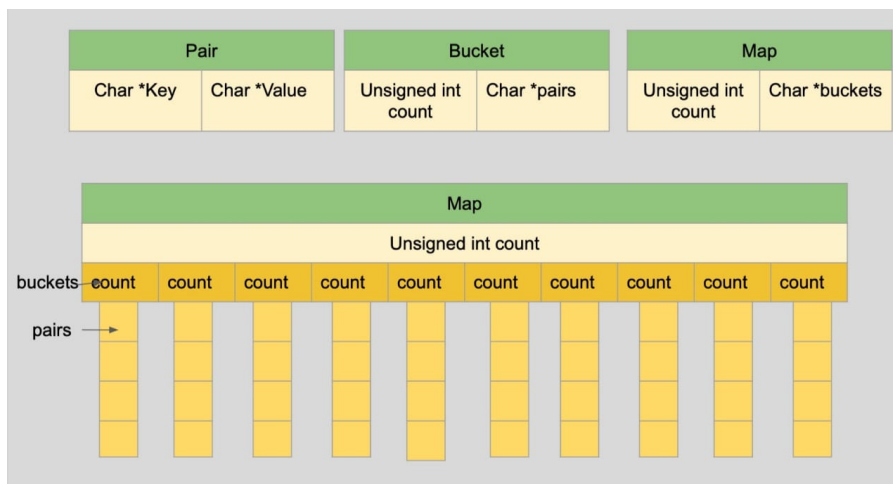 Pair
Bucket
Map
Char *Key
Char *Value
Unsigned int
count
Char *pairs
Unsigned int
count
Char *buckets
Map
Unsigned int count
buckets
count
count
count
count
count
count
count
count
count
count
pairs